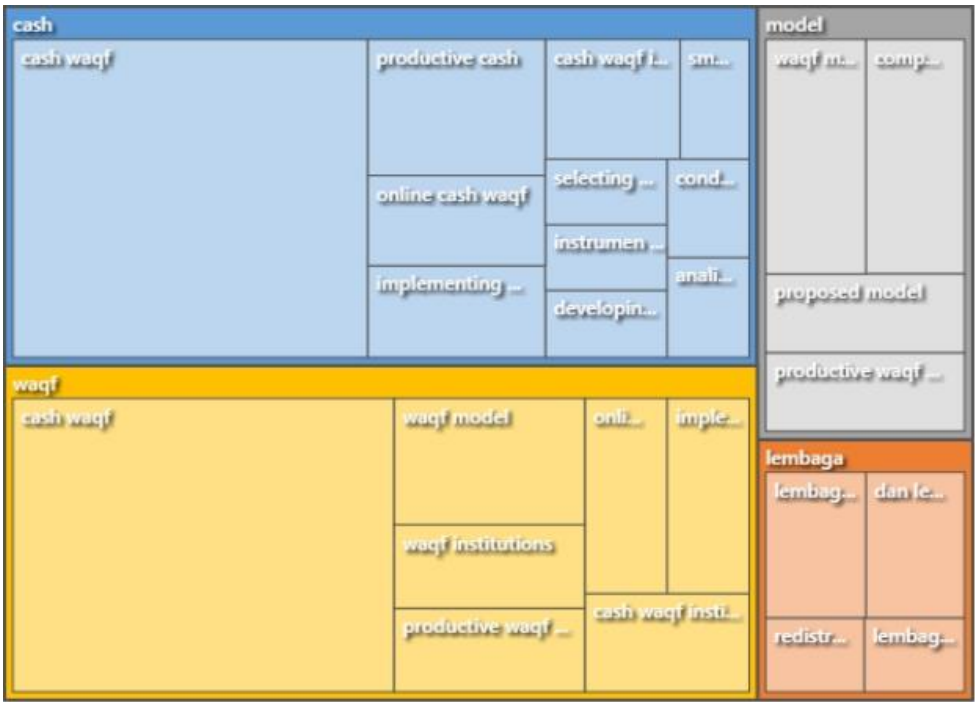 cash
cash waqf
productive cash
cash waqf i...
sm...
online cash waqf
selecting ...
cond...
instrumen ...
implementing ...
anali...
developin...
model
waqf m...
comp...
proposed model
productive waqf ...
waqf
cash waqf
waqf model
onli...
imple...
waqf institutions
productive waqf ...
cash waqf insti...
lembaga
lembag...
dan le...
redistr...
lembag...